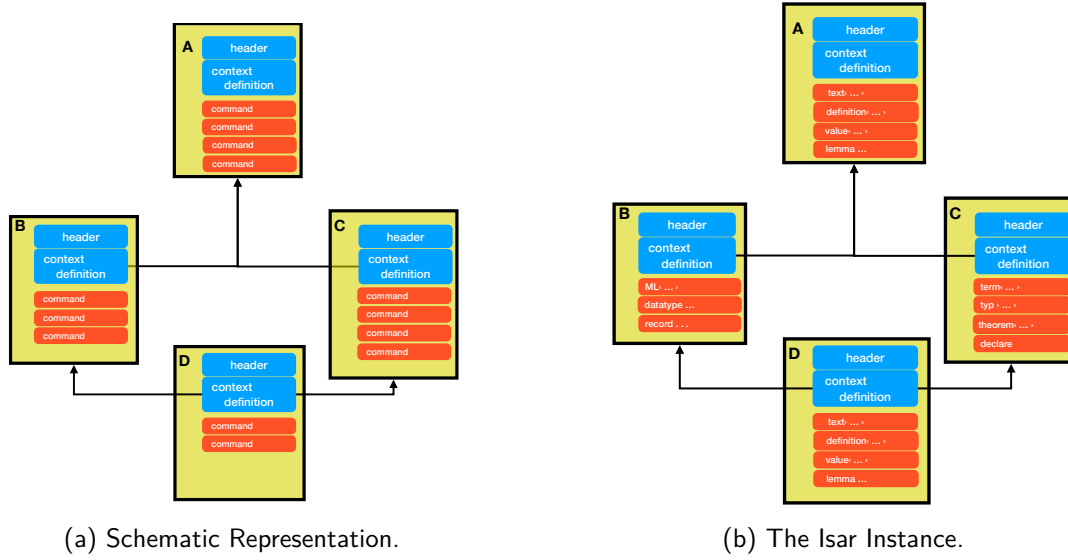 A
header
context
definition
command
command
command
command
B
header
context
definition
command
command
command
C
header
context
definition
command
command
command
command
D
header
context
definition
command
command
(a) Schematic Representation.
A
header
context
definition
text‹ ... ›
definition‹ ... ›
value‹ ... ›
lemma ...
B
header
context
definition
ML‹ ... ›
datatype ...
record . . .
C
header
context
definition
term‹ ... ›
typ ‹ ... ›
theorem‹ ... ›
declare
D
header
context
definition
text‹ ... ›
definition‹ ... ›
value‹ ... ›
lemma ...
(b) The Isar Instance.